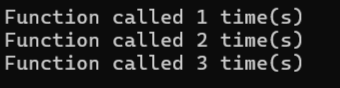 Function called 1 time(s)
Function called 2 time(s)
Function called 3 time(s)